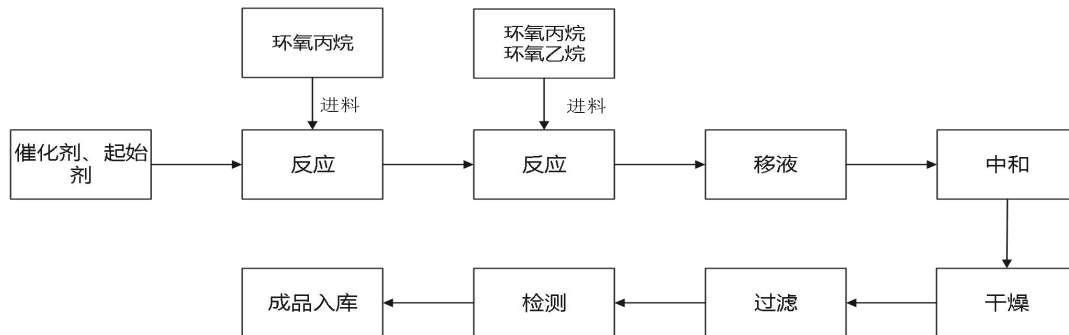 环氧丙烷
环氧丙烷
环氧乙烷
进料
进料
催化剂、起始
剂
反应
反应
移液
中和
成品入库
检测
过滤
干燥